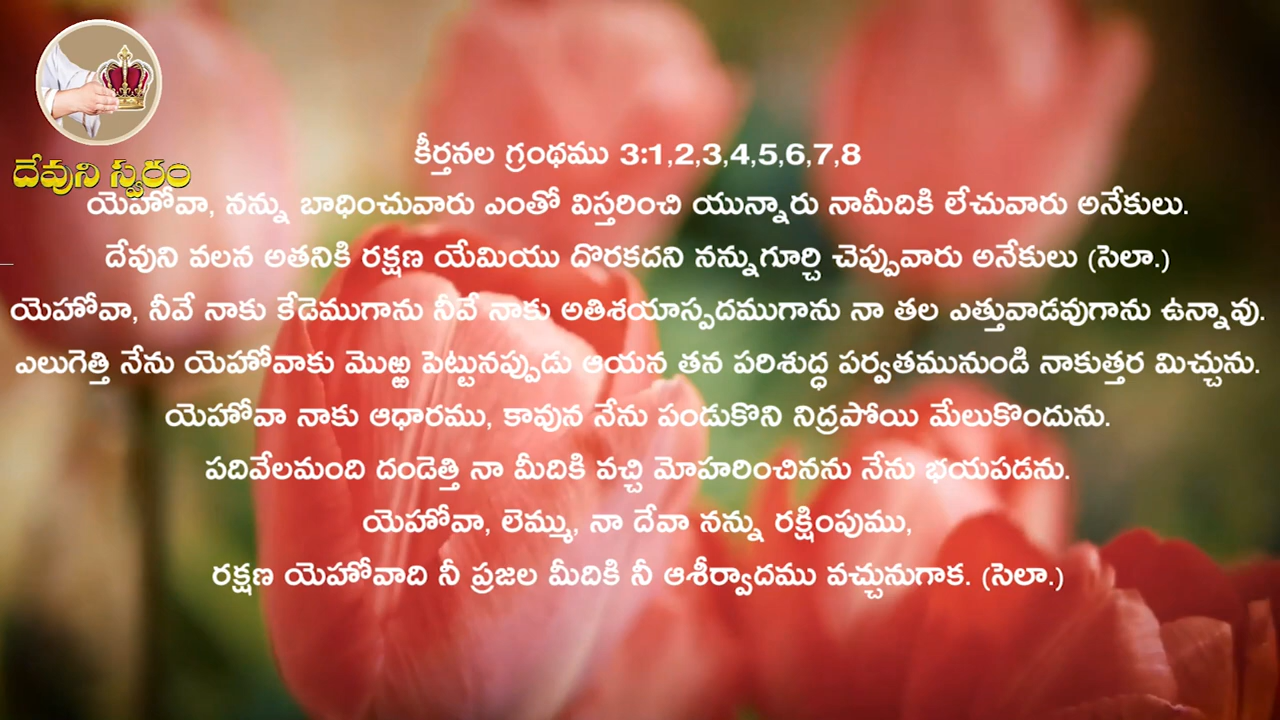 దేవుని స్వరం
కీర్తనల గ్రంథము 3:1,2,3,4,5,6,7,8
యెహోవా, నన్ను బాధించువారు ఎంతో విస్తరించి యున్నారు నామీదికి లేచువారు అనేకులు.
దేవుని వలన అతనికి రక్షణ యేమియు దొరకదని నన్నుగూర్చి చెప్పువారు అనేకులు (సెలా.)
యెహోవా, నీవే నాకు కేడెముగాను నీవే నాకు అతిశయాస్పదముగాను నా తల ఎత్తువాడవుగాను ఉన్నావు.
ఎలుగెత్తి నేను యెహోవాకు మొఱ్ఱ పెట్టునప్పుడు ఆయన తన పరిశుద్ధ పర్వతమునుండి నాకుత్తర మిచ్చును.
యెహోవా నాకు ఆధారము, కావున నేను పండుకొని నిద్రపోయి మేలుకొందును.
పదివేలమంది దండెత్తి నా మీదికి వచ్చి మోహరించినను నేను భయపడను.
యెహోవా, లెమ్ము, నా దేవా నన్ను రక్షింపుము,
రక్షణ యెహోవాది నీ ప్రజల మీదికి నీ ఆశీర్వాదము వచ్చునుగాక. (సెలా.)